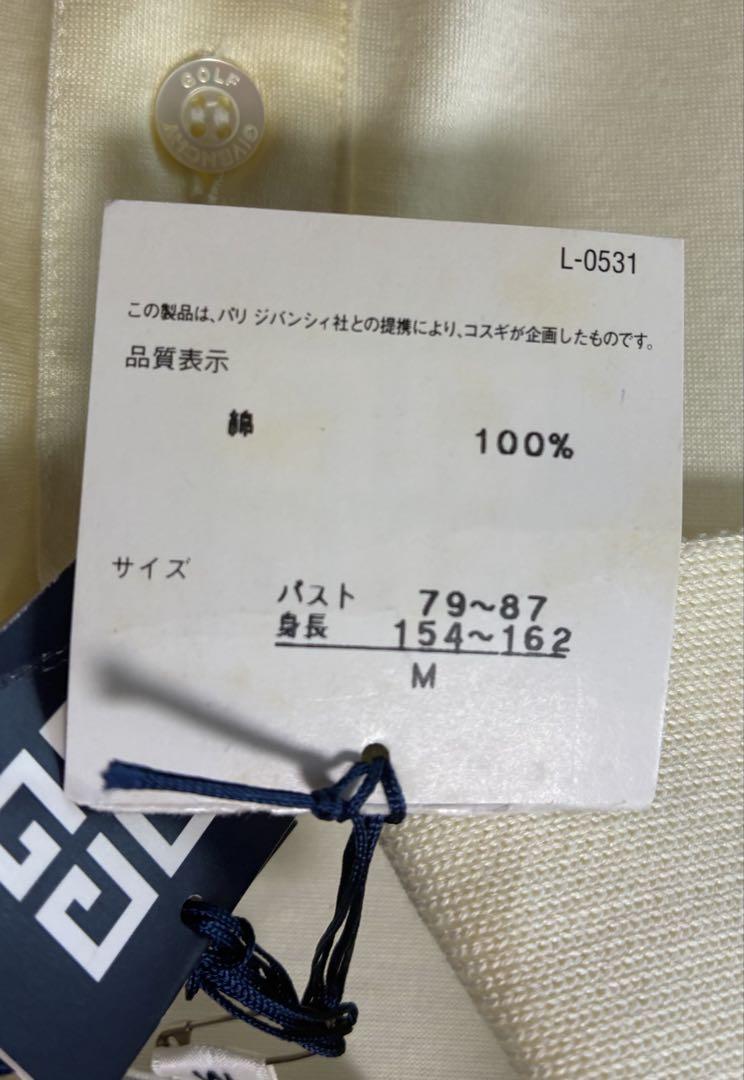 GOLF
GIVENCHY
L-0531
この製品は、パリ ジバンシィ社との提携により、コスギが企画したものです。
品質表示
綿 100%
サイズ
バスト 79~87
身長 154~162
M